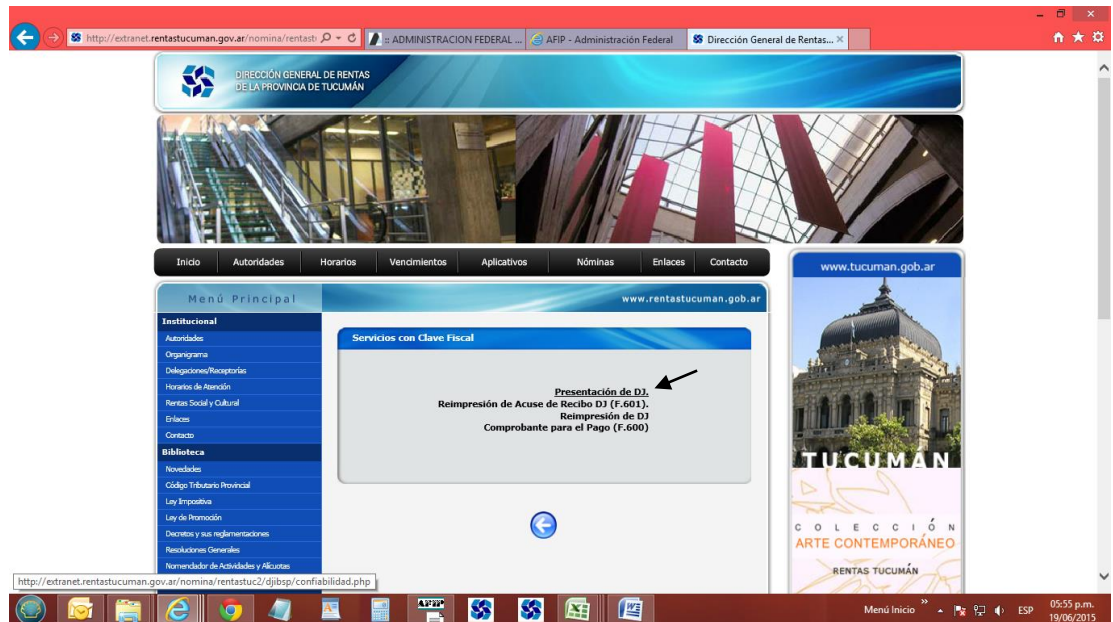 http://extranet.rentastucuman.gov.ar/nomina/rentast
:: ADMINISTRACION FEDERAL ...
AFIP - Administración Federal
Dirección General de Rentas...
DIRECCIÓN GENERAL DE RENTAS
DE LA PROVINCIA DE TUCUMÁN
Inicio
Autoridades
Horarios
Vencimientos
Aplicativos
Nóminas
Enlaces
Contacto
www.tucuman.gob.ar
Menú Principal
www.rentastucuman.gob.ar
Institucional
Autoridades
Organigrama
Delegaciones/Receptorías
Horarios de Atención
Rentas Social y Cultural
Enlaces
Contacto
Biblioteca
Novedades
Código Tributario Provincial
Ley Impositiva
Ley de Promoción
Decretos y sus reglamentaciones
Resoluciones Generales
Nomenclador de Actividades y Alícuotas
Servicios con Clave Fiscal
Presentación de DJ.
Reimpresión de Acuse de Recibo DJ (F.601).
Reimpresión de DJ
Comprobante para el Pago (F.600)
TUCUMÁN
COLECCIÓN
ARTE CONTEMPORÁNEO
RENTAS TUCUMÁN
http://extranet.rentastucuman.gov.ar/nomina/rentastuc2/djibsp/confiabilidad.php
AFIP
Menú Inicio
ESP
05:55 p.m.
19/06/2015